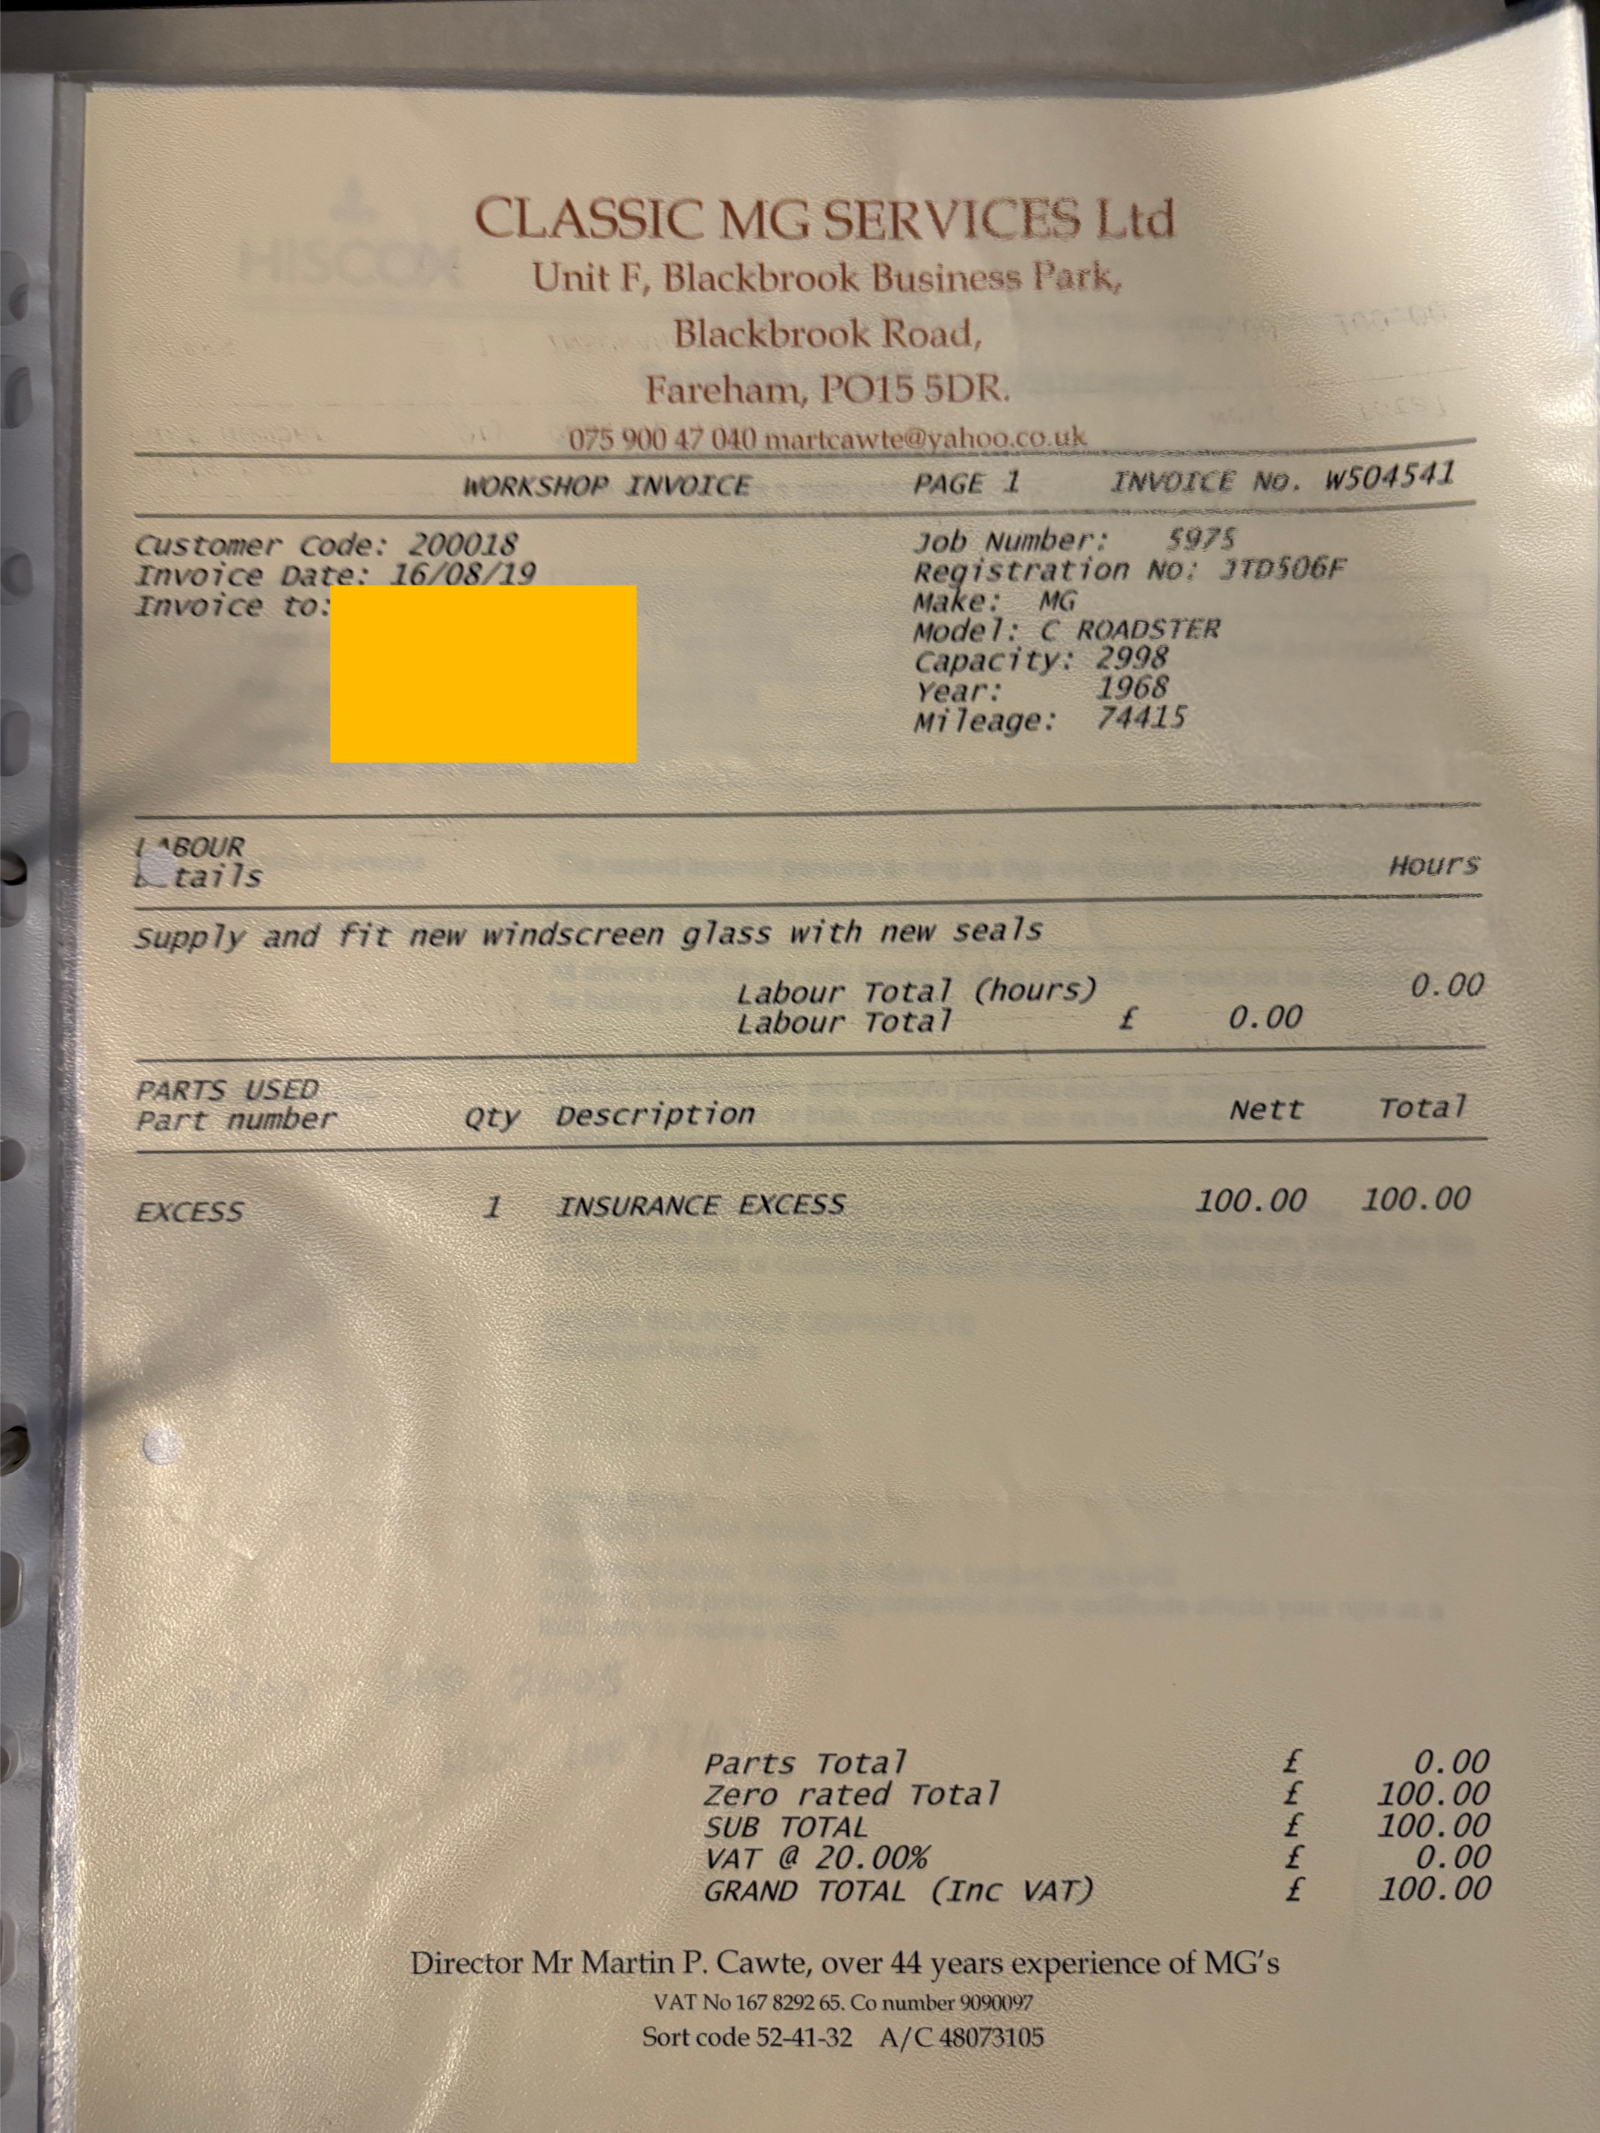 CLASSIC MG SERVICES Ltd
Unit F, Blackbrook Business Park,
Blackbrook Road,
Fareham, PO15 5DR.
075 900 47 040 martcawte@yahoo.co.uk
WORKSHOP INVOICE PAGE 1 INVOICE No. W504541
Customer Code: 200018
Invoice Date: 16/08/19
Invoice to:
Job Number: 5975
Registration No: JTD506F
Make: MG
Model: C ROADSTER
Capacity: 2998
Year: 1968
Mileage: 74415
LABOUR
Details Hours
Supply and fit new windscreen glass with new seals
Labour Total (hours) 0.00
Labour Total £ 0.00
PARTS USED
Part number Qty Description Nett Total
EXCESS 1 INSURANCE EXCESS 100.00 100.00
Parts Total £ 0.00
Zero rated Total £ 100.00
SUB TOTAL £ 100.00
VAT @ 20.00% £ 0.00
GRAND TOTAL (Inc VAT) £ 100.00
Director Mr Martin P. Cawte, over 44 years experience of MG's
VAT No 167 8292 65. Co number 9090097
Sort code 52-41-32 A/C 48073105